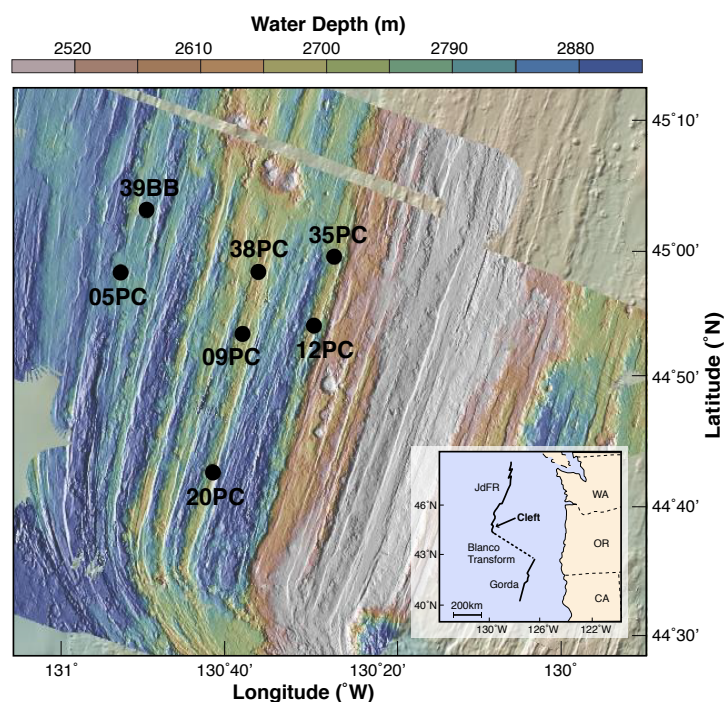 Water Depth (m)
2520 2610 2700 2790 2880
45˚10'
39BB
38PC
35PC
45˚00'
05PC
09PC
12PC
Latitude (˚N)
44˚50'
20PC
44˚40'
44˚30'
JdFR
WA
46˚N
Cleft
Blanco
Transform
OR
43˚N
Gorda
CA
40˚N
200km
130˚W 126˚W 122˚W
131° 130˚40' 130˚20' 130°
Longitude (˚W)